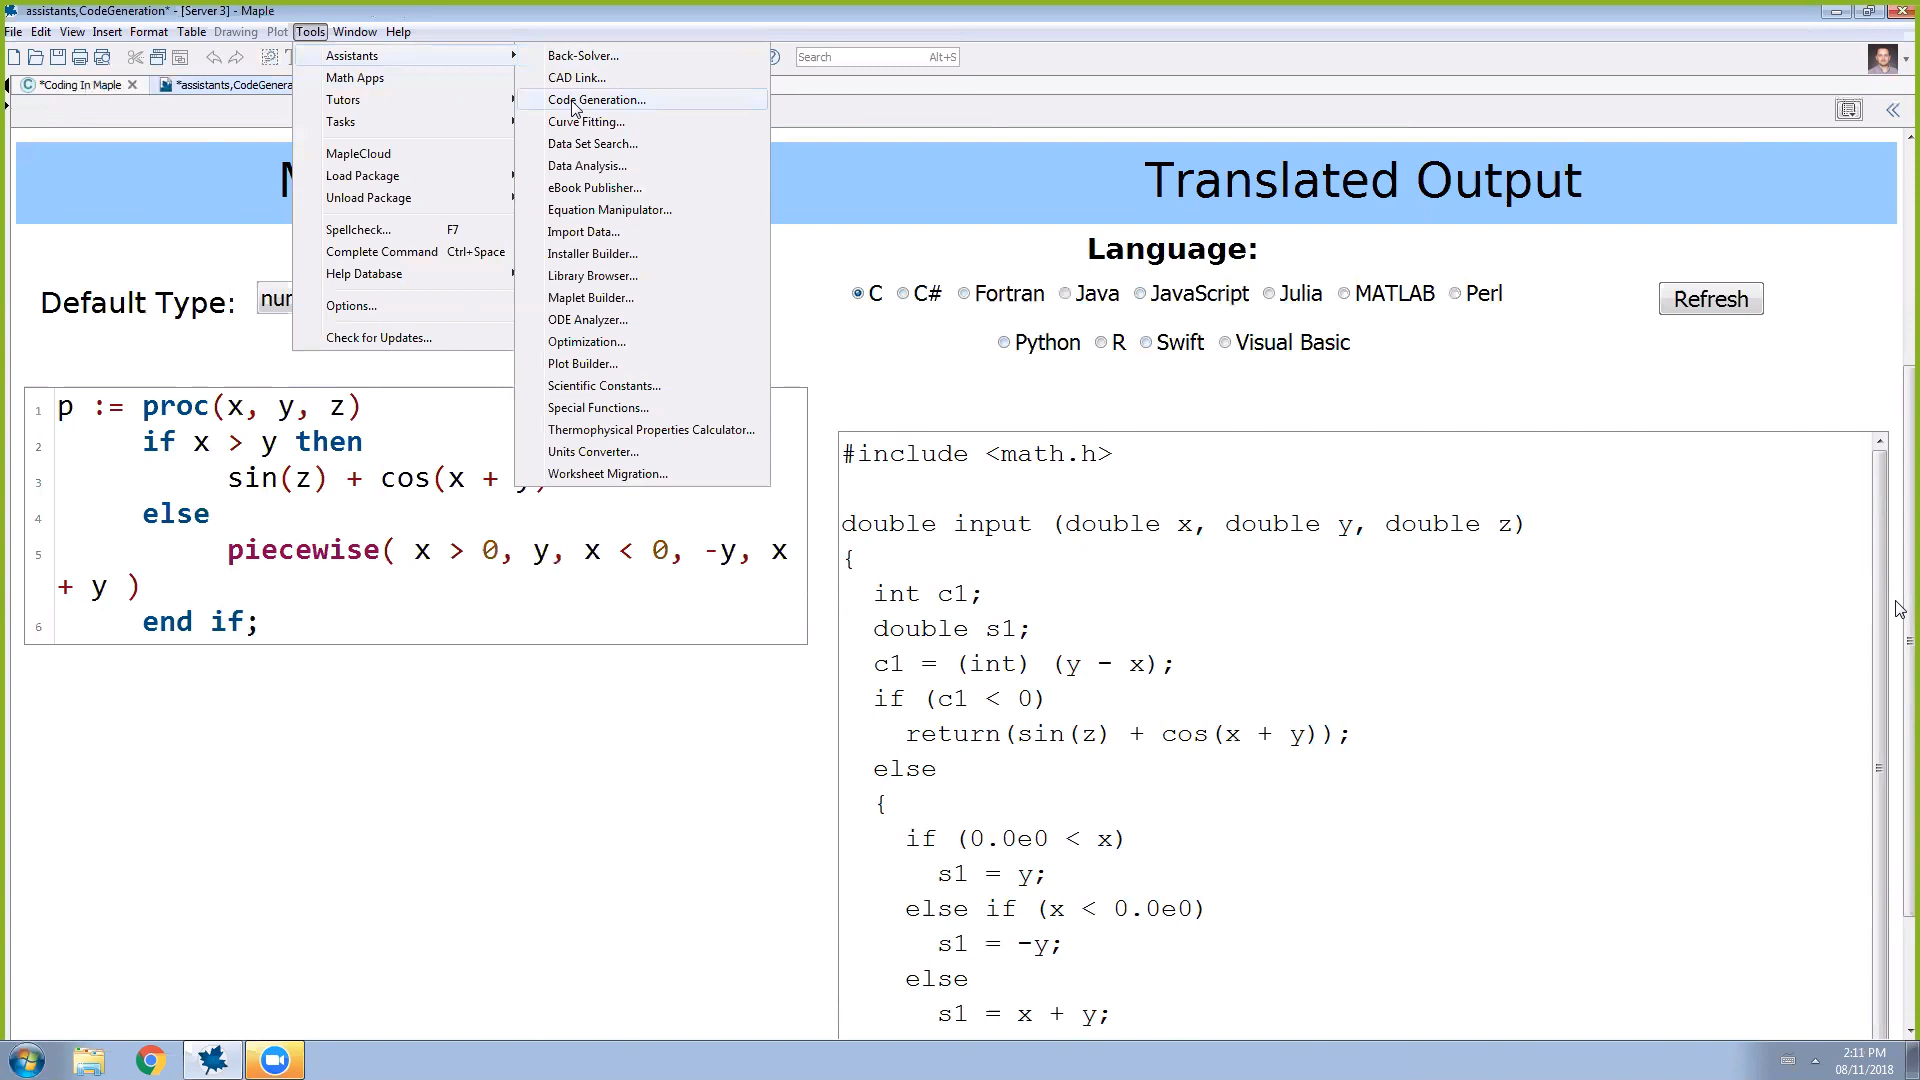 assistants,CodeGeneration* - [Server 3] - Maple
File Edit View Insert Format Table Drawing Plot Tools Window Help
Search Alt+S
*Coding In Maple
*assistants,CodeGenera
Assistants
Math Apps
Tutors
Tasks
MapleCloud
Load Package
Unload Package
Spellcheck... F7
Complete Command Ctrl+Space
Help Database
Options...
Check for Updates...
Back-Solver...
CAD Link...
Code Generation...
Curve Fitting...
Data Set Search...
Data Analysis...
eBook Publisher...
Equation Manipulator...
Import Data...
Installer Builder...
Library Browser...
Maplet Builder...
ODE Analyzer...
Optimization...
Plot Builder...
Scientific Constants...
Special Functions...
Thermophysical Properties Calculator...
Units Converter...
Worksheet Migration...
Translated Output
Language:
Default Type:
C C# Fortran Java JavaScript Julia MATLAB Perl
Refresh
Python R Swift Visual Basic
1 p := proc(x, y, z)
2 if x > y then
3 sin(z) + cos(x +
4 else
5 piecewise( x > 0, y, x < 0, -y, x
+ y )
6 end if;
#include <math.h>
double input (double x, double y, double z)
{
int c1;
double s1;
c1 = (int) (y - x);
if (c1 < 0)
return(sin(z) + cos(x + y));
else
{
if (0.0e0 < x)
s1 = y;
else if (x < 0.0e0)
s1 = -y;
else
s1 = x + y;
2:11 PM
08/11/2018